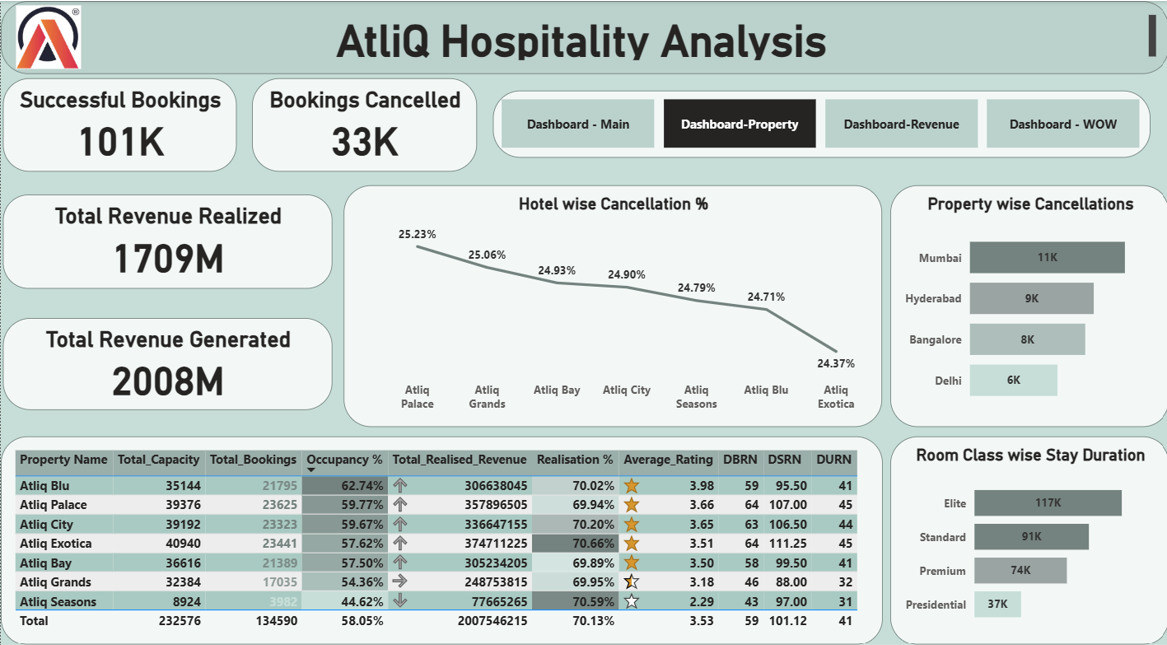 AtliQ Hospitality Analysis
Successful Bookings
101K
Bookings Cancelled
33K
Dashboard - Main
Dashboard-Property
Dashboard-Revenue
Dashboard - WOW
Total Revenue Realized
1709M
Total Revenue Generated
2008M
Hotel wise Cancellation %
25.23%
25.06%
24.93%
24.90%
24.79%
24.71%
24.37%
Atliq
Palace
Atliq
Grands
Atliq Bay
Atliq City
Atliq
Seasons
Atliq Blu
Atliq
Exotica
Property wise Cancellations
Mumbai 11K
Hyderabad 9K
Bangalore 8K
Delhi 6K
Property Name Total_Capacity Total_Bookings Occupancy % Total_Realised_Revenue Realisation % Average_Rating DBRN DSRN DURN
Atliq Blu 35144 21795 62.74% 306638045 70.02% 3.98 59 95.50 41
Atliq Palace 39376 23625 59.77% 357896505 69.94% 3.66 64 107.00 45
Atliq City 39192 23323 59.67% 336647155 70.20% 3.65 63 106.50 44
Atliq Exotica 40940 23441 57.62% 374711225 70.66% 3.51 64 111.25 45
Atliq Bay 36616 21389 57.50% 305234205 69.89% 3.50 58 99.50 41
Atliq Grands 32384 17035 54.36% 248753815 69.95% 3.18 46 88.00 32
Atliq Seasons 8924 3982 44.62% 77665265 70.59% 2.29 43 97.00 31
Total 232576 134590 58.05% 2007546215 70.13% 3.53 59 101.12 41
Room Class wise Stay Duration
Elite 117K
Standard 91K
Premium 74K
Presidential 37K